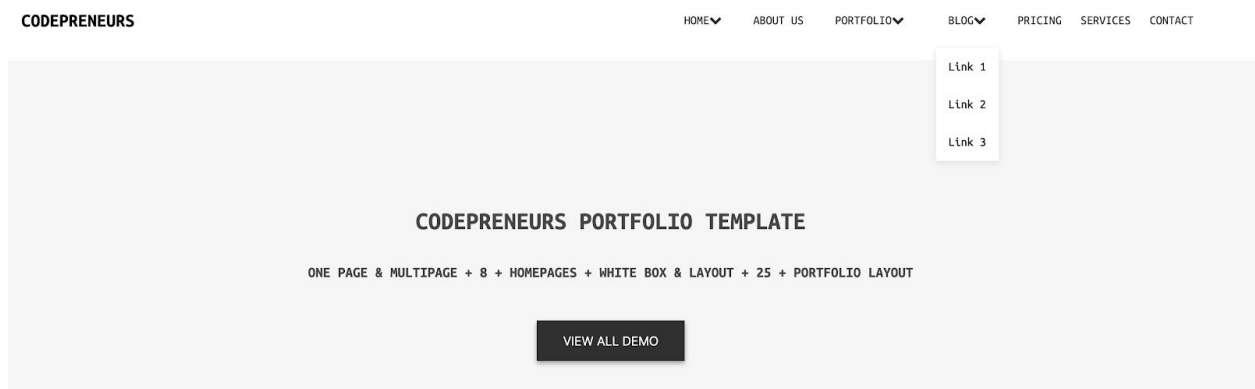 CODEPRENEURS HOME ABOUT US PORTFOLIO BLOG PRICING SERVICES CONTACT
Link 1
Link 2
Link 3
CODEPRENEURS PORTFOLIO TEMPLATE
ONE PAGE & MULTIPAGE + 8 + HOMEPAGES + WHITE BOX & LAYOUT + 25 + PORTFOLIO LAYOUT
VIEW ALL DEMO